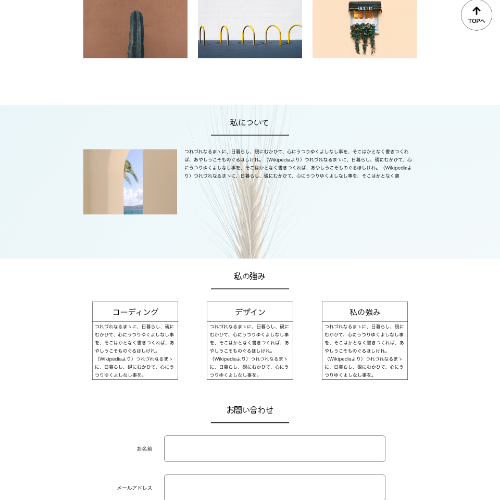 TOPへ
私について
つれづれなるまゝに、日暮らし、硯にむかひて、心にうつりゆくよしなし事を、そこはかとなく書きつくれ
ば、あやしうこそものぐるほしけれ。（Wikipediaより）つれづれなるまゝに、日暮らし、硯にむかひて、心
にうつりゆくよしなし事を、そこはかとなく書きつくれば、あやしうこそものぐるほしけれ。（Wikipediaよ
り）つれづれなるまゝに、日暮らし、硯にむかひて、心にうつりゆくよしなし事を、そこはかとなく書
私の強み
コーディング
つれづれなるまゝに、日暮らし、硯に
むかひて、心にうつりゆくよしなし事
を、そこはかとなく書きつくれば、あ
やしうこそものぐるほしけれ。
（Wikipediaより）つれづれなるまゝ
に、日暮らし、硯にむかひて、心にう
つりゆくよしなし事を、
デザイン
つれづれなるまゝに、日暮らし、硯に
むかひて、心にうつりゆくよしなし事
を、そこはかとなく書きつくれば、あ
やしうこそものぐるほしけれ。
（Wikipediaより）つれづれなるまゝ
に、日暮らし、硯にむかひて、心にう
つりゆくよしなし事を、
私の強み
つれづれなるまゝに、日暮らし、硯に
むかひて、心にうつりゆくよしなし事
を、そこはかとなく書きつくれば、あ
やしうこそものぐるほしけれ。
（Wikipediaより）つれづれなるまゝ
に、日暮らし、硯にむかひて、心にう
つりゆくよしなし事を、
お問い合わせ
お名前
メールアドレス